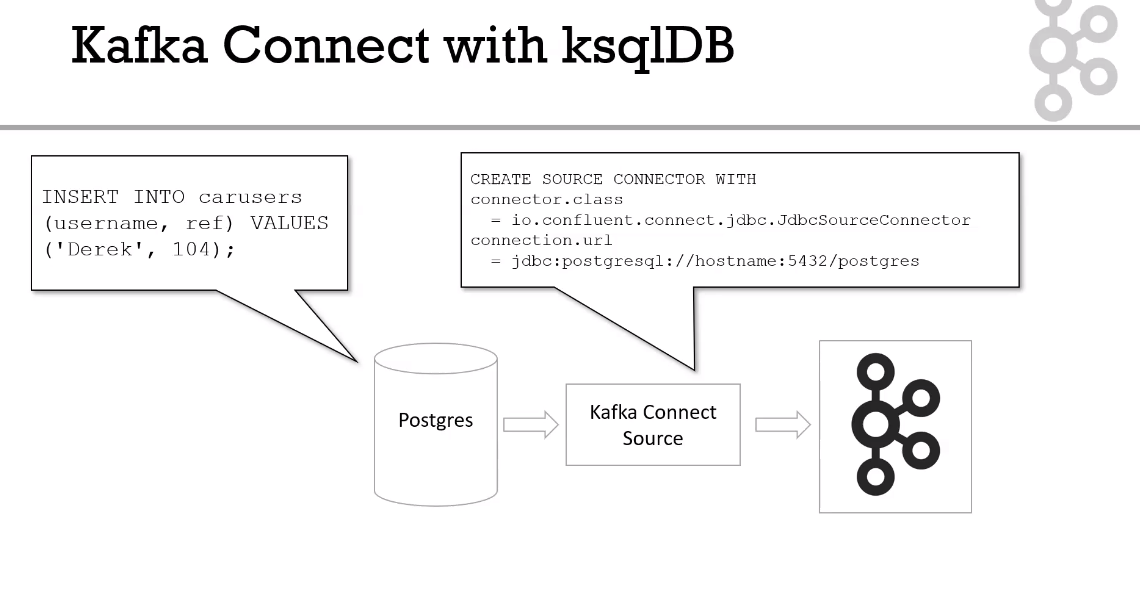 Kafka Connect with ksqlDB
INSERT INTO carusers
(username, ref) VALUES
('Derek', 104);
CREATE SOURCE CONNECTOR WITH
connector.class
= io.confluent.connect.jdbc.JdbcSourceConnector
connection.url
= jdbc:postgresql://hostname:5432/postgres
Postgres
Kafka Connect
Source